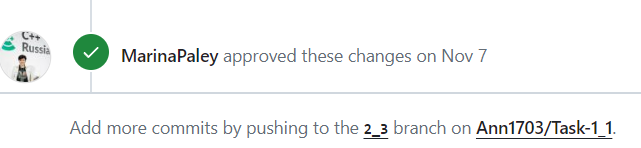 C++
Russia
MarinaPaley approved these changes on Nov 7
Add more commits by pushing to the 2_3 branch on Ann1703/Task-1_1.